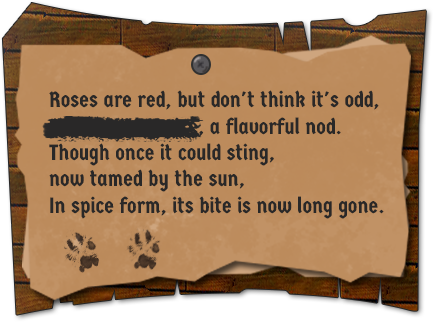 Roses are red, but don't think it's odd,
a flavorful nod.
Though once it could sting,
now tamed by the sun,
In spice form, its bite is now long gone.